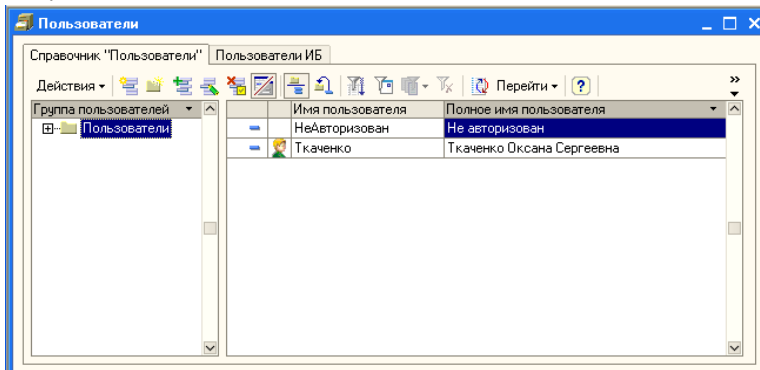 Пользователи
Справочник "Пользователи" Пользователи ИБ
Действия Перейти ?
Группа пользователей Имя пользователя Полное имя пользователя
Пользователи НеАвторизован Не авторизован
Ткаченко Ткаченко Оксана Сергеевна